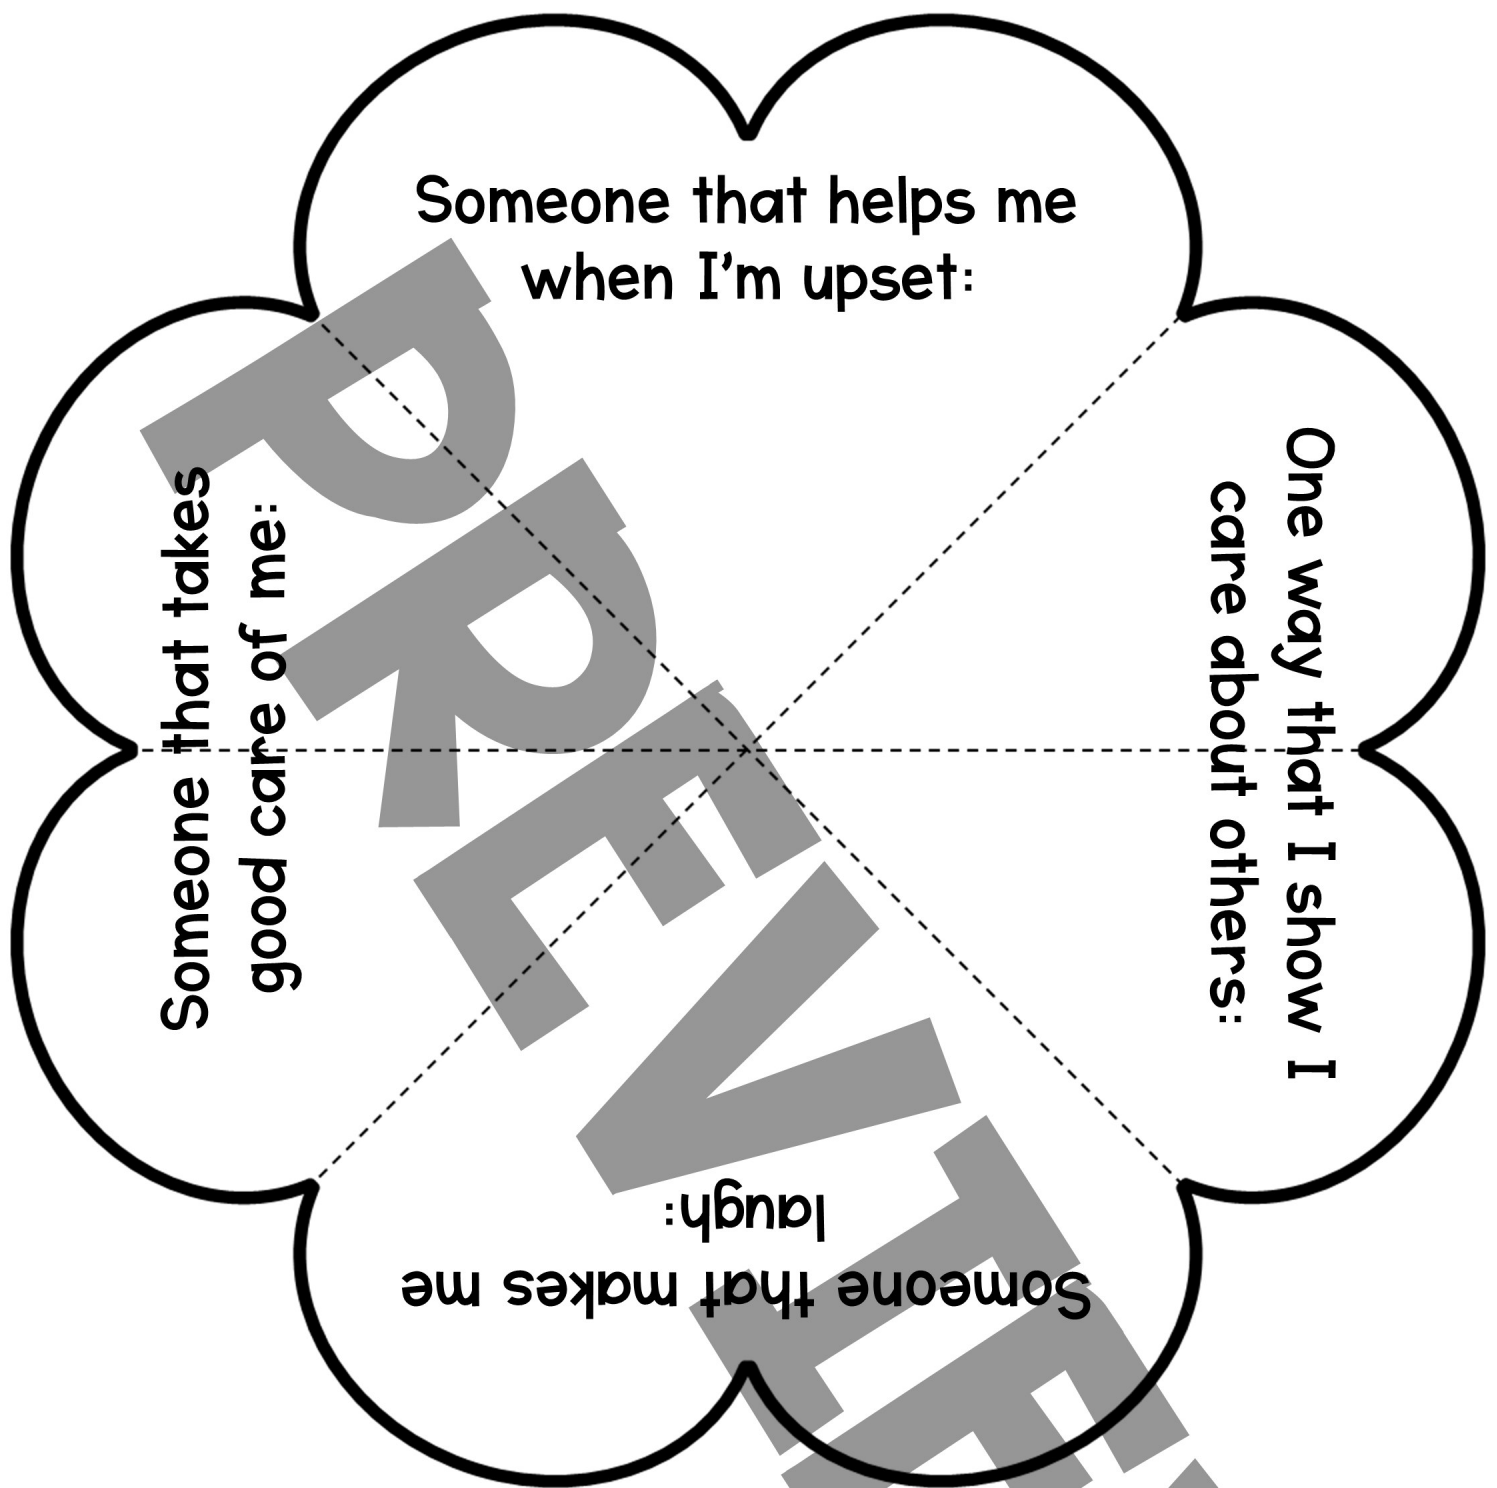 Someone that helps me
when I'm upset:
One way that I show I
care about others:
Someone that makes me
laugh:
Someone that takes
good care of me:
PREVIE